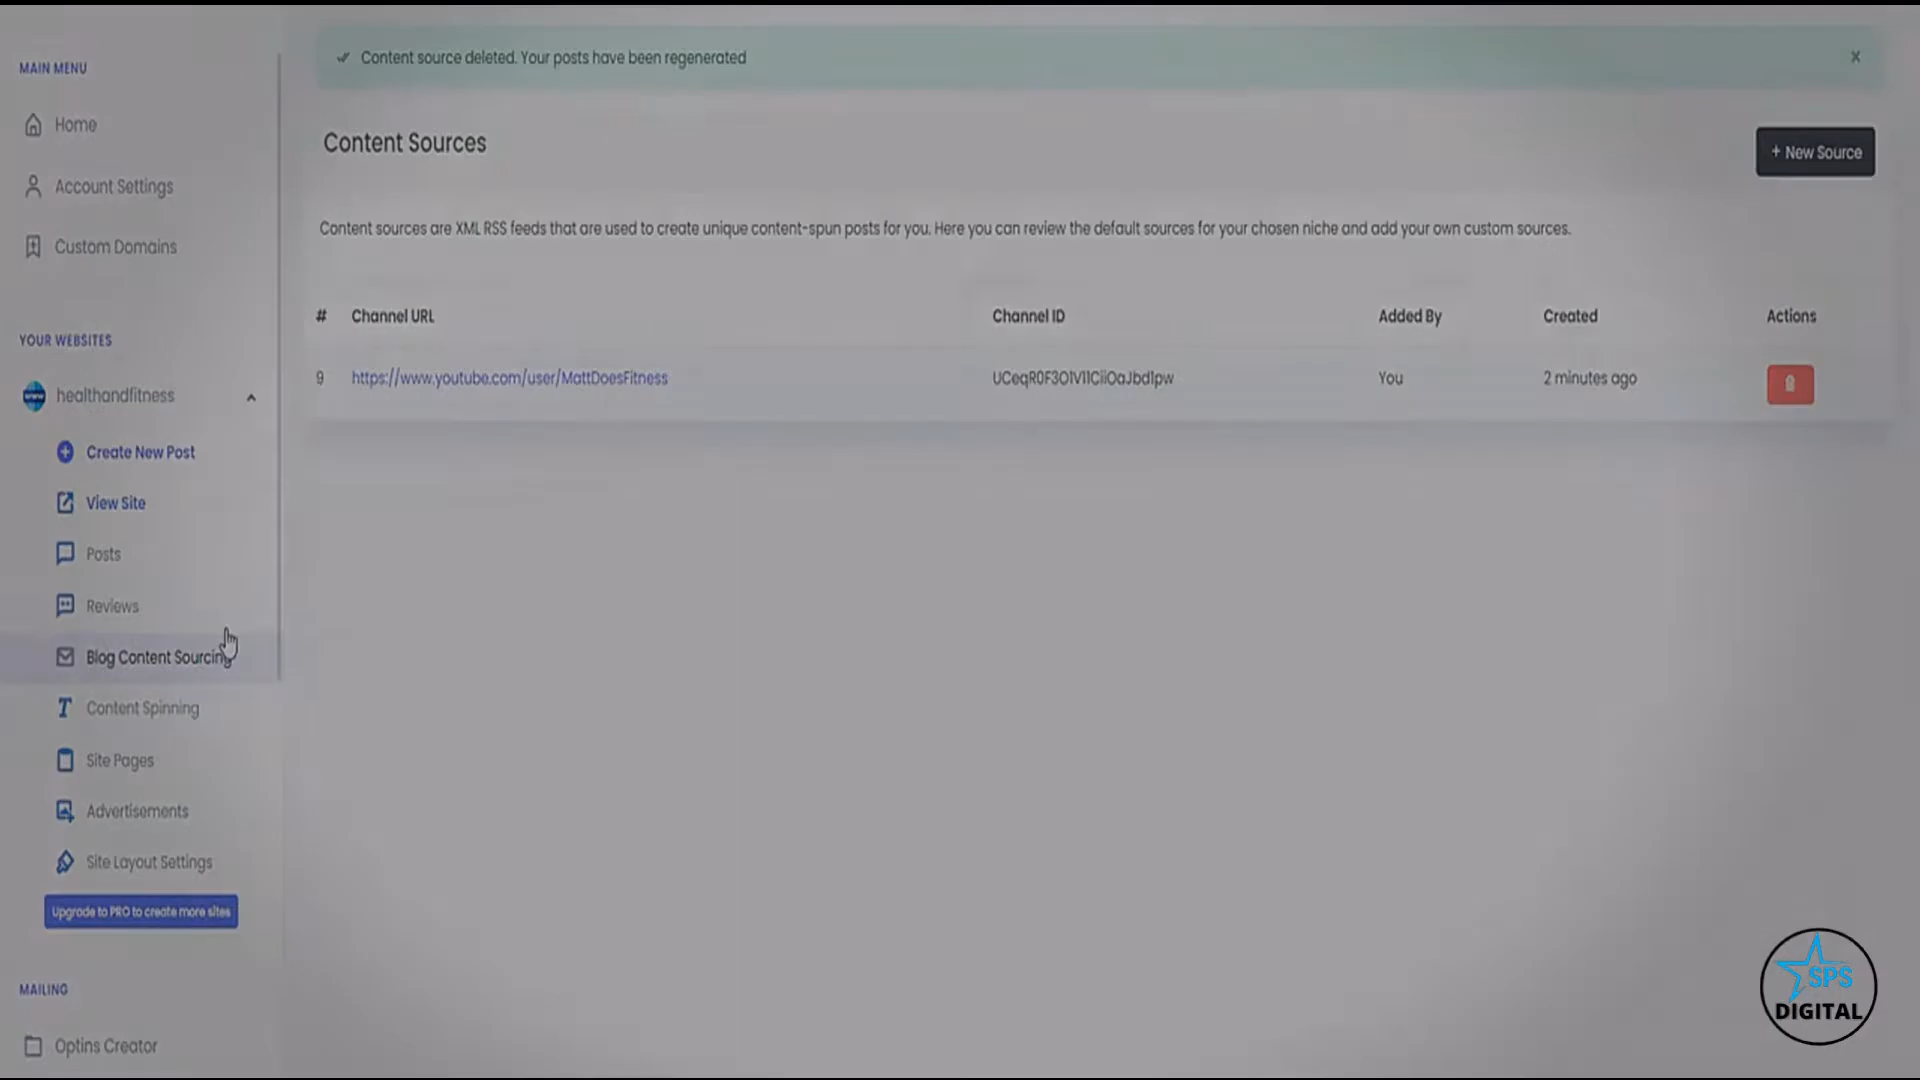 Content source deleted. Your posts have been regenerated
x
MAIN MENU
Home
Account Settings
Custom Domains
YOUR WEBSITES
healthandfitness
Create New Post
View Site
Posts
Reviews
Blog Content Sourcing
Content Spinning
Site Pages
Advertisements
Site Layout Settings
Upgrade to PRO to create more sites
MAILING
Optins Creator
Content Sources
+ New Source
Content sources are XML RSS feeds that are used to create unique content-spun posts for you. Here you can review the default sources for your chosen niche and add your own custom sources.
# Channel URL Channel ID Added By Created Actions
9 https://www.youtube.com/user/MattDoesFitness You 2 minutes ago
SPS
DIGITAL